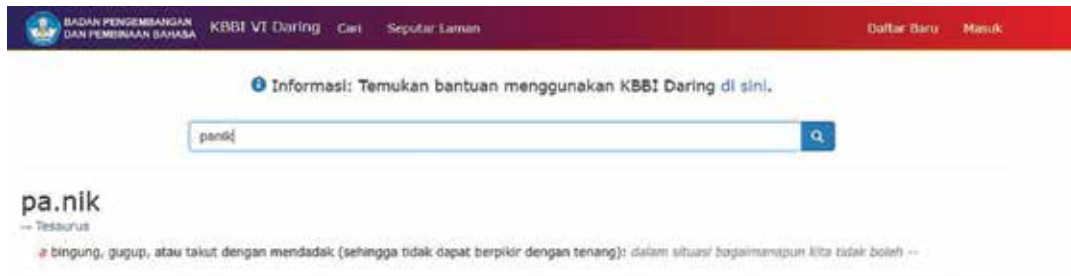 BADAN PENGEMBANGAN
DAN PEMBINAAN BAHASA
KBBI VI Daring Cari Seputar Laman Daftar Baru Masuk
Informasi: Temukan bantuan menggunakan KBBI Daring di sini.
panik
pa.nik
→ Tesaurus
a bingung, gugup, atau takut dengan mendadak (sehingga tidak dapat berpikir dengan tenang): dalam situasi bagaimanapun kita tidak boleh --